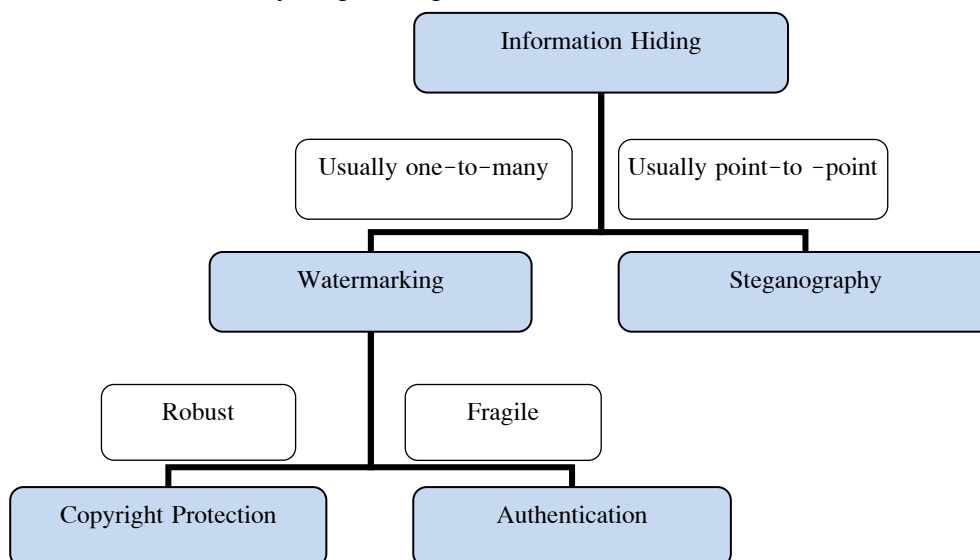 Information Hiding
Usually one-to-many
Usually point-to -point
Watermarking
Steganography
Robust
Fragile
Copyright Protection
Authentication